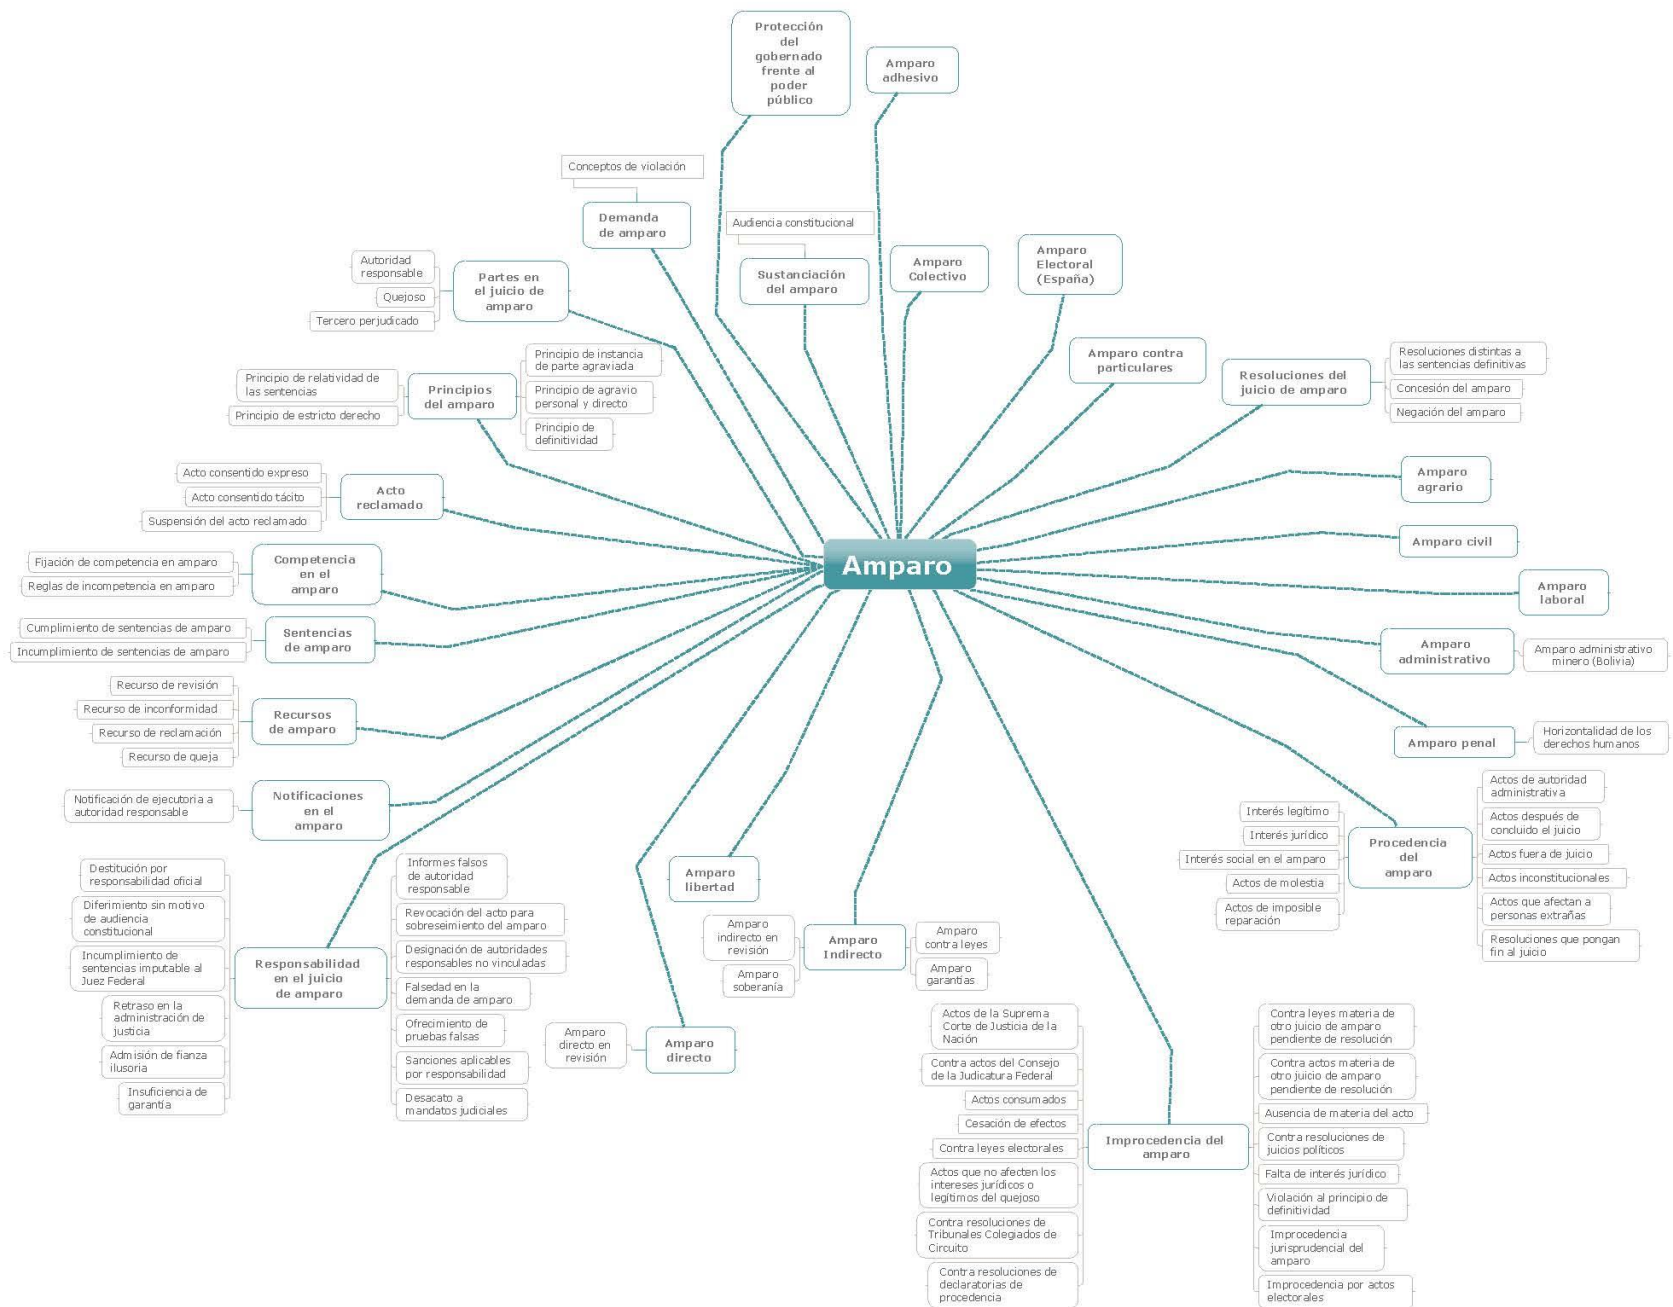 Protección
del
gobernado
frente al
poder
público
Amparo
adhesivo
Conceptos de violación
Demanda
de amparo
Audiencia constitucional
Sustanciación
del amparo
Amparo
Colectivo
Amparo
Electoral
(España)
Autoridad
responsable
Quejoso
Tercero perjudicado
Partes en
el juicio de
amparo
Amparo contra
particulares
Resoluciones del
juicio de amparo
Resoluciones distintas a
las sentencias definitivas
Concesión del amparo
Negación del amparo
Principio de relatividad de
las sentencias
Principio de estricto derecho
Principios
del amparo
Principio de instancia
de parte agraviada
Principio de agravio
personal y directo
Principio de
definitividad
Acto consentido expreso
Acto consentido tácito
Suspensión del acto reclamado
Acto
reclamado
Amparo
agrario
Amparo civil
Amparo
Fijación de competencia en amparo
Reglas de incompetencia en amparo
Competencia
en el
amparo
Amparo
laboral
Cumplimiento de sentencias de amparo
Incumplimiento de sentencias de amparo
Sentencias
de amparo
Amparo
administrativo
Amparo administrativo
minero (Bolivia)
Recurso de revisión
Recurso de inconformidad
Recurso de reclamación
Recurso de queja
Recursos
de amparo
Amparo penal
Horizontalidad de los
derechos humanos
Notificación de ejecutoria a
autoridad responsable
Notificaciones
en el
amparo
Interés legítimo
Interés jurídico
Interés social en el amparo
Actos de molestia
Actos de imposible
reparación
Procedencia
del
amparo
Actos de autoridad
administrativa
Actos después de
concluido el juicio
Actos fuera de juicio
Actos inconstitucionales
Actos que afectan a
personas extrañas
Resoluciones que pongan
fin al juicio
Destitución por
responsabilidad oficial
Diferimiento sin motivo
de audiencia
constitucional
Incumplimiento de
sentencias imputable al
Juez Federal
Retraso en la
administración de
justicia
Admisión de fianza
ilusoria
Insuficiencia de
garantía
Responsabilidad
en el juicio
de amparo
Informes falsos
de autoridad
responsable
Revocación del acto para
sobreseimiento del amparo
Designación de autoridades
responsables no vinculadas
Falsedad en la
demanda de amparo
Ofrecimiento de
pruebas falsas
Sanciones aplicables
por responsabilidad
Desacato a
mandatos judiciales
Amparo
libertad
Amparo
indirecto en
revisión
Amparo
soberanía
Amparo
Indirecto
Amparo
contra leyes
Amparo
garantías
Amparo
directo en
revisión
Amparo
directo
Actos de la Suprema
Corte de Justicia de la
Nación
Contra actos del Consejo
de la Judicatura Federal
Actos consumados
Cesación de efectos
Contra leyes electorales
Actos que no afecten los
intereses jurídicos o
legítimos del quejoso
Contra resoluciones de
Tribunales Colegiados de
Circuito
Contra resoluciones de
declaratorias de
procedencia
Improcedencia del
amparo
Contra leyes materia de
otro juicio de amparo
pendiente de resolución
Contra actos materia de
otro juicio de amparo
pendiente de resolución
Ausencia de materia del acto
Contra resoluciones de
juicios políticos
Falta de interés jurídico
Violación al principio de
definitividad
Improcedencia
jurisprudencial del
amparo
Improcedencia por actos
electorales